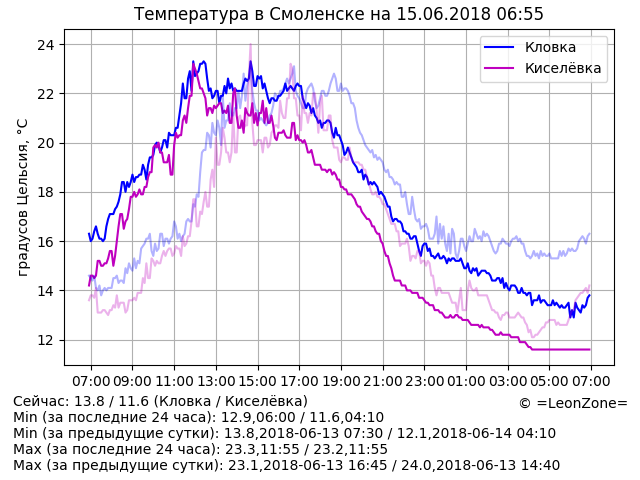 Температура в Смоленске на 15.06.2018 06:55
градусов Цельсия, °C
24
22
20
18
16
14
12
Кловка
Киселёвка
07:00 09:00 11:00 13:00 15:00 17:00 19:00 21:00 23:00 01:00 03:00 05:00 07:00
Сейчас: 13.8 / 11.6 (Кловка / Киселёвка)
© =LeonZone=
Min (за последние 24 часа): 12.9,06:00 / 11.6,04:10
Min (за предыдущие сутки): 13.8,2018-06-13 07:30 / 12.1,2018-06-14 04:10
Max (за последние 24 часа): 23.3,11:55 / 23.2,11:55
Max (за предыдущие сутки): 23.1,2018-06-13 16:45 / 24.0,2018-06-13 14:40